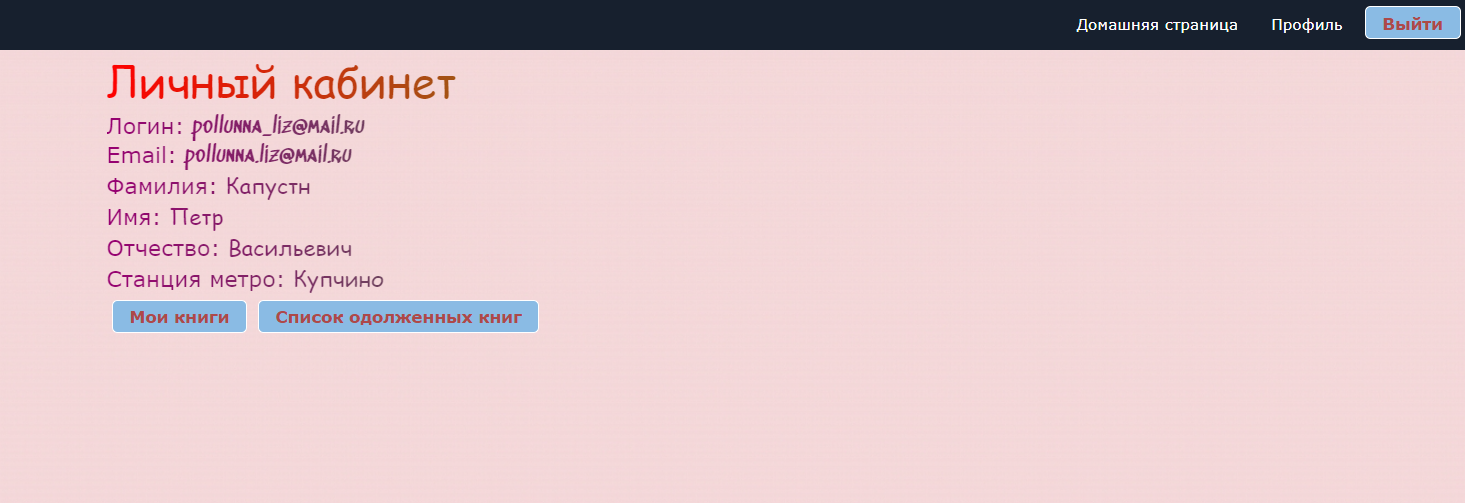 Домашняя страница Профиль Выйти
Личный кабинет
Логин: pollunna_liz@mail.ru
Email: pollunna.liz@mail.ru
Фамилия: Капустн
Имя: Петр
Отчество: Васильевич
Станция метро: Купчино
Мои книги Список одолженных книг